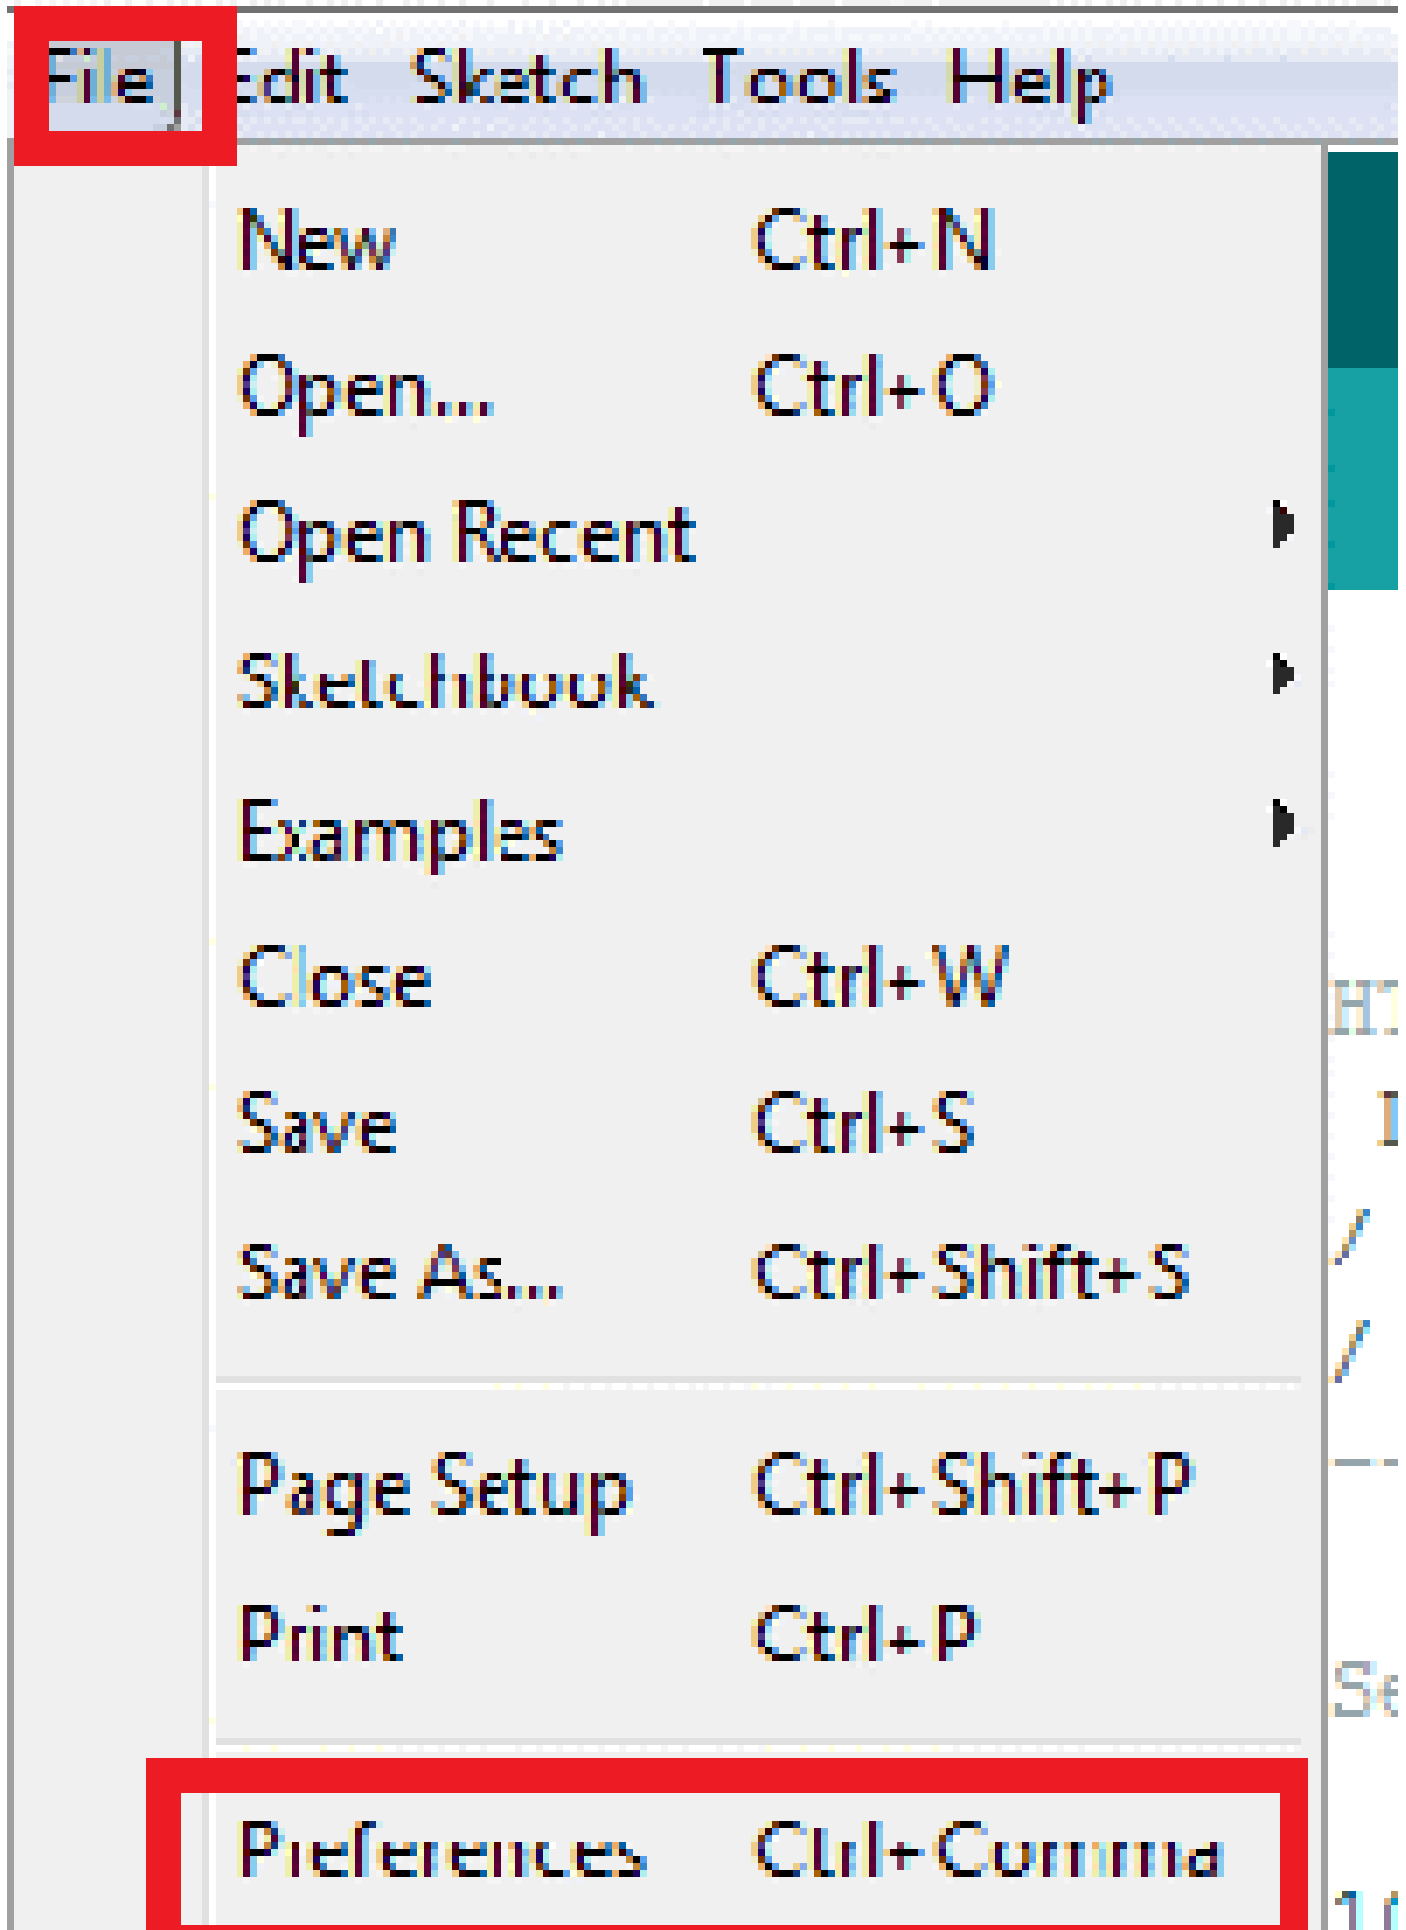 File Edit Sketch Tools Help
New Ctrl+N
Open... Ctrl+O
Open Recent
Sketchbook
Examples
Close Ctrl+W
Save Ctrl+S
Save As... Ctrl+Shift+S
Page Setup Ctrl+Shift+P
Print Ctrl+P
Preferences Ctrl+Comma